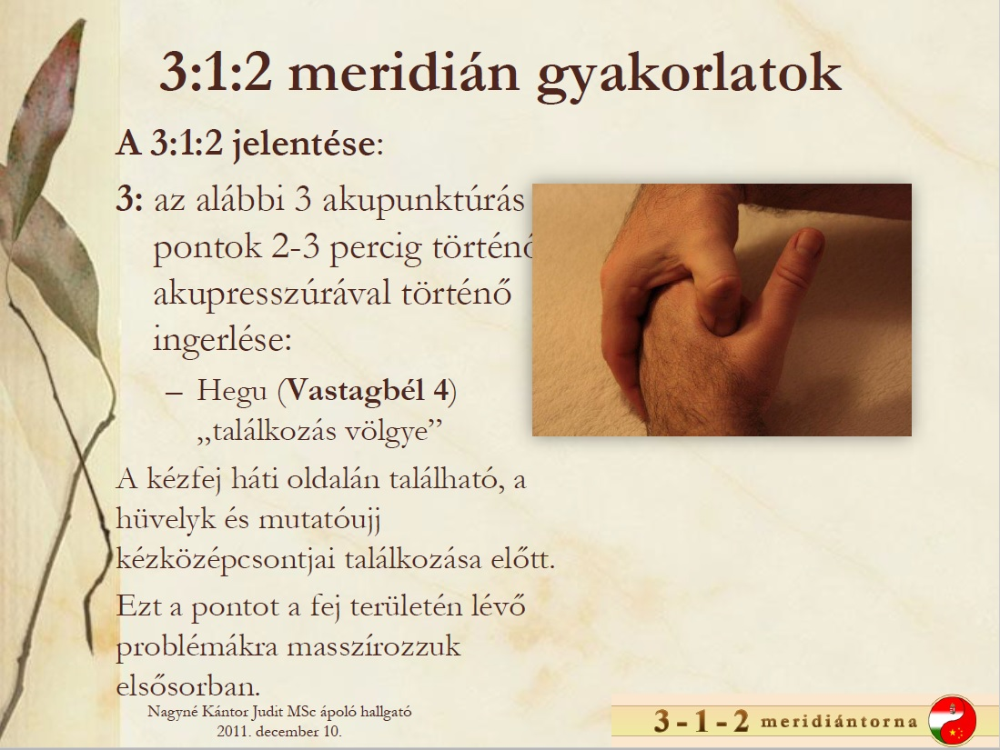 3:1:2 meridián gyakorlatok
A 3:1:2 jelentése:
3: az alábbi 3 akupunktúrás
pontok 2-3 percig történő
akupresszúrával történő
ingerlése:
– Hegu (Vastagbél 4)
„találkozás völgye”
A kézfej háti oldalán található, a
hüvelyk és mutatóujj
kézközépcsontjai találkozása előtt.
Ezt a pontot a fej területén lévő
problémákra masszírozzuk
elsősorban.
Nagyné Kántor Judit MSc ápoló hallgató
2011. december 10.
3-1-2 meridiántorna